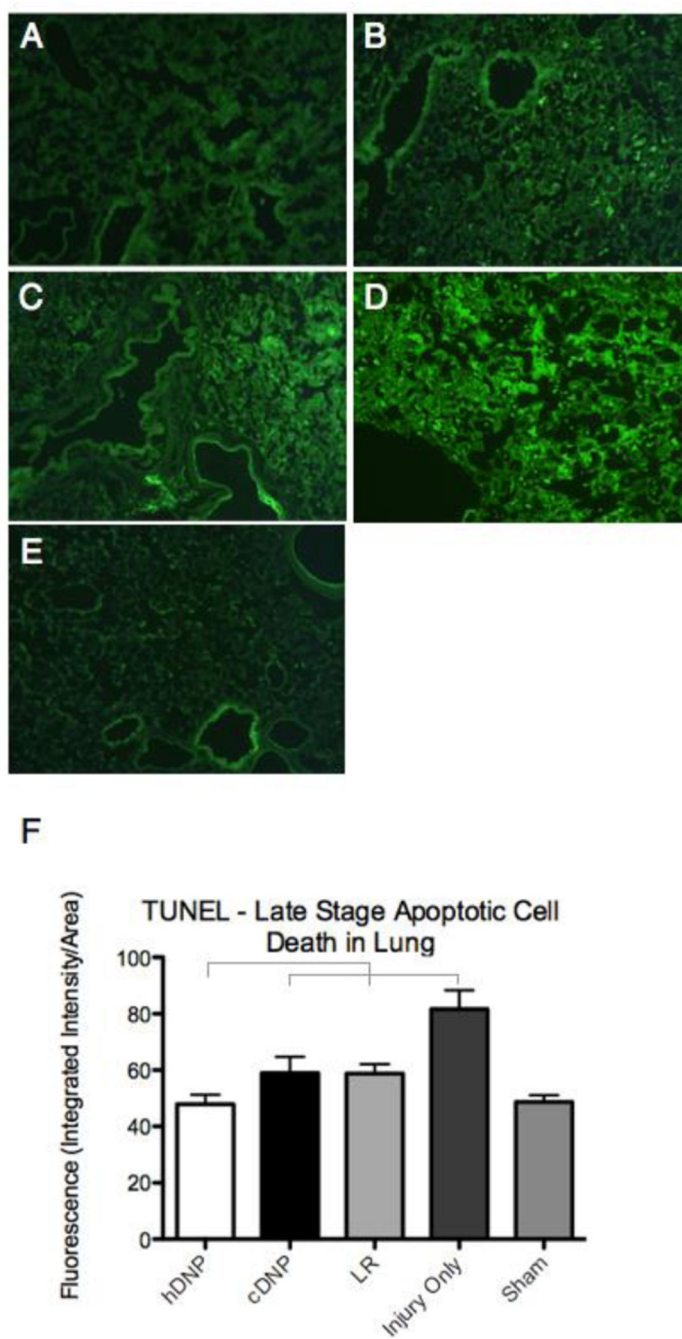 A
B
C
D
E
F
TUNEL - Late Stage Apoptotic Cell
Death in Lung
Fluorescence (Integrated Intensity/Area)
100
80
60
40
20
0
hDNP
cDNP
LR
Injury Only
Sham